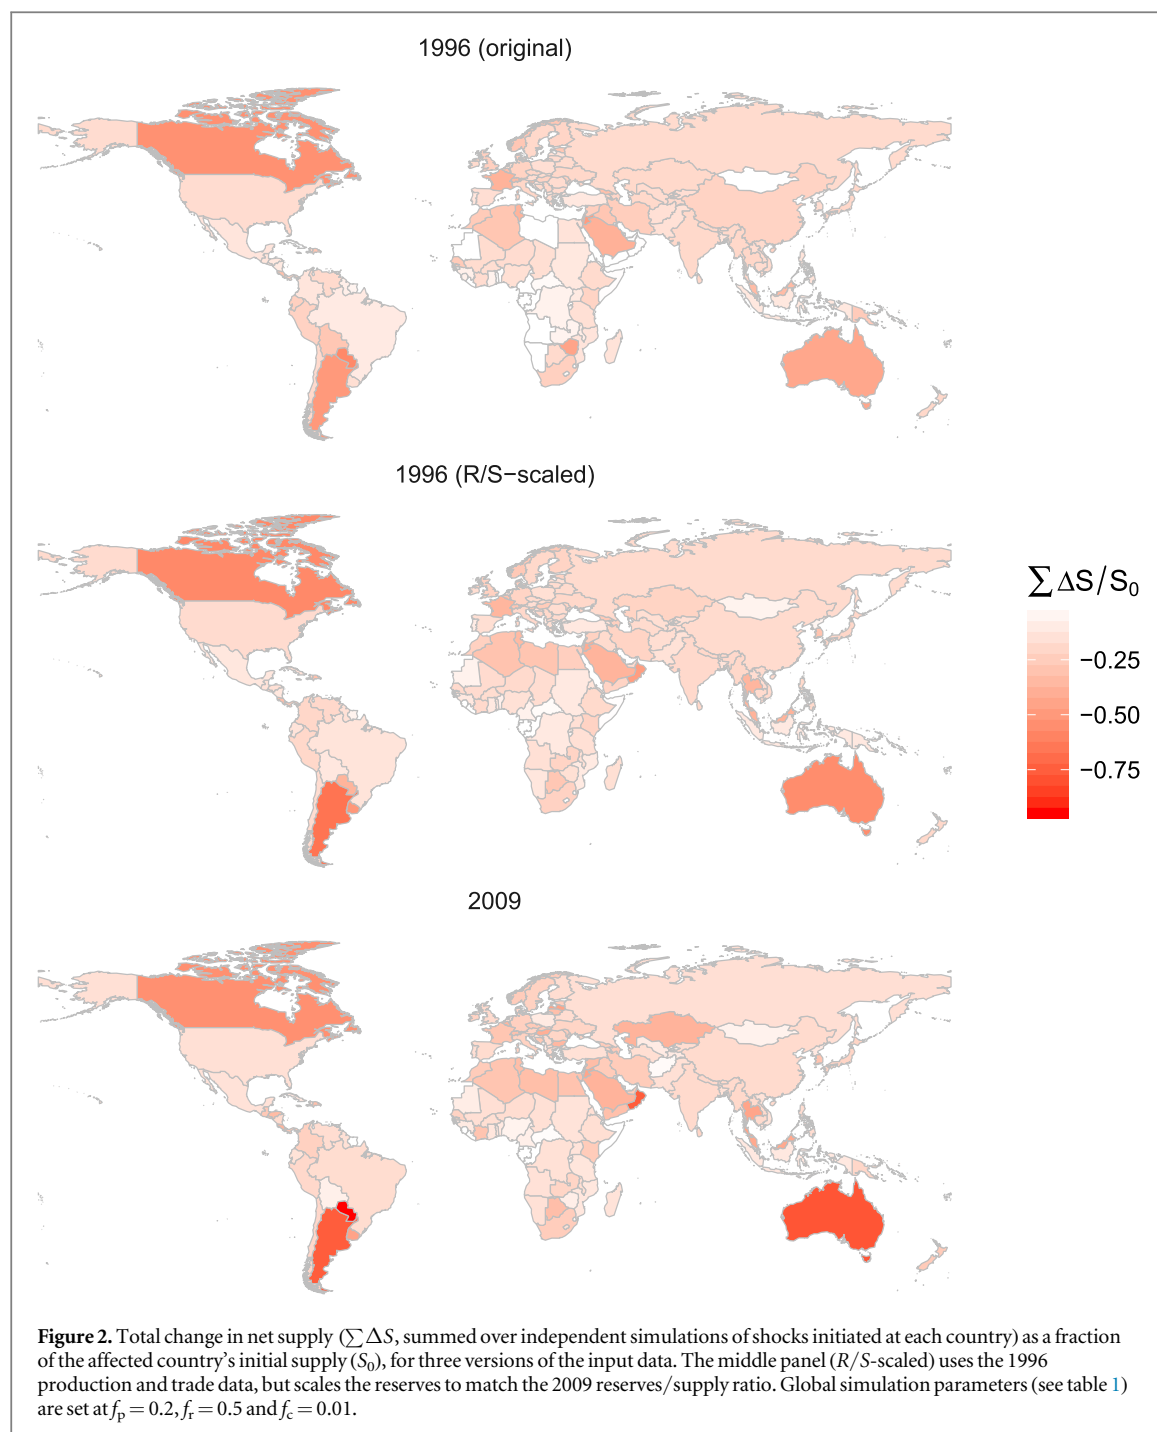 1996 (original)
1996 (R/S−scaled)
∑ ΔS/S₀
−0.25
−0.50
−0.75
2009
Figure 2. Total change in net supply (∑ΔS, summed over independent simulations of shocks initiated at each country) as a fraction
of the affected country's initial supply (S₀), for three versions of the input data. The middle panel (R/S-scaled) uses the 1996
production and trade data, but scales the reserves to match the 2009 reserves/supply ratio. Global simulation parameters (see table 1)
are set at fₚ = 0.2, fᵣ = 0.5 and f_c = 0.01.